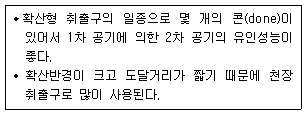 • 확산형 취출구의 일종으로 몇 개의 콘(done)이
있어서 1차 공기에 의한 2차 공기의 유인성능이
좋다.
• 확산반경이 크고 도달거리가 짧기 때문에 천장
취출구로 많이 사용된다.